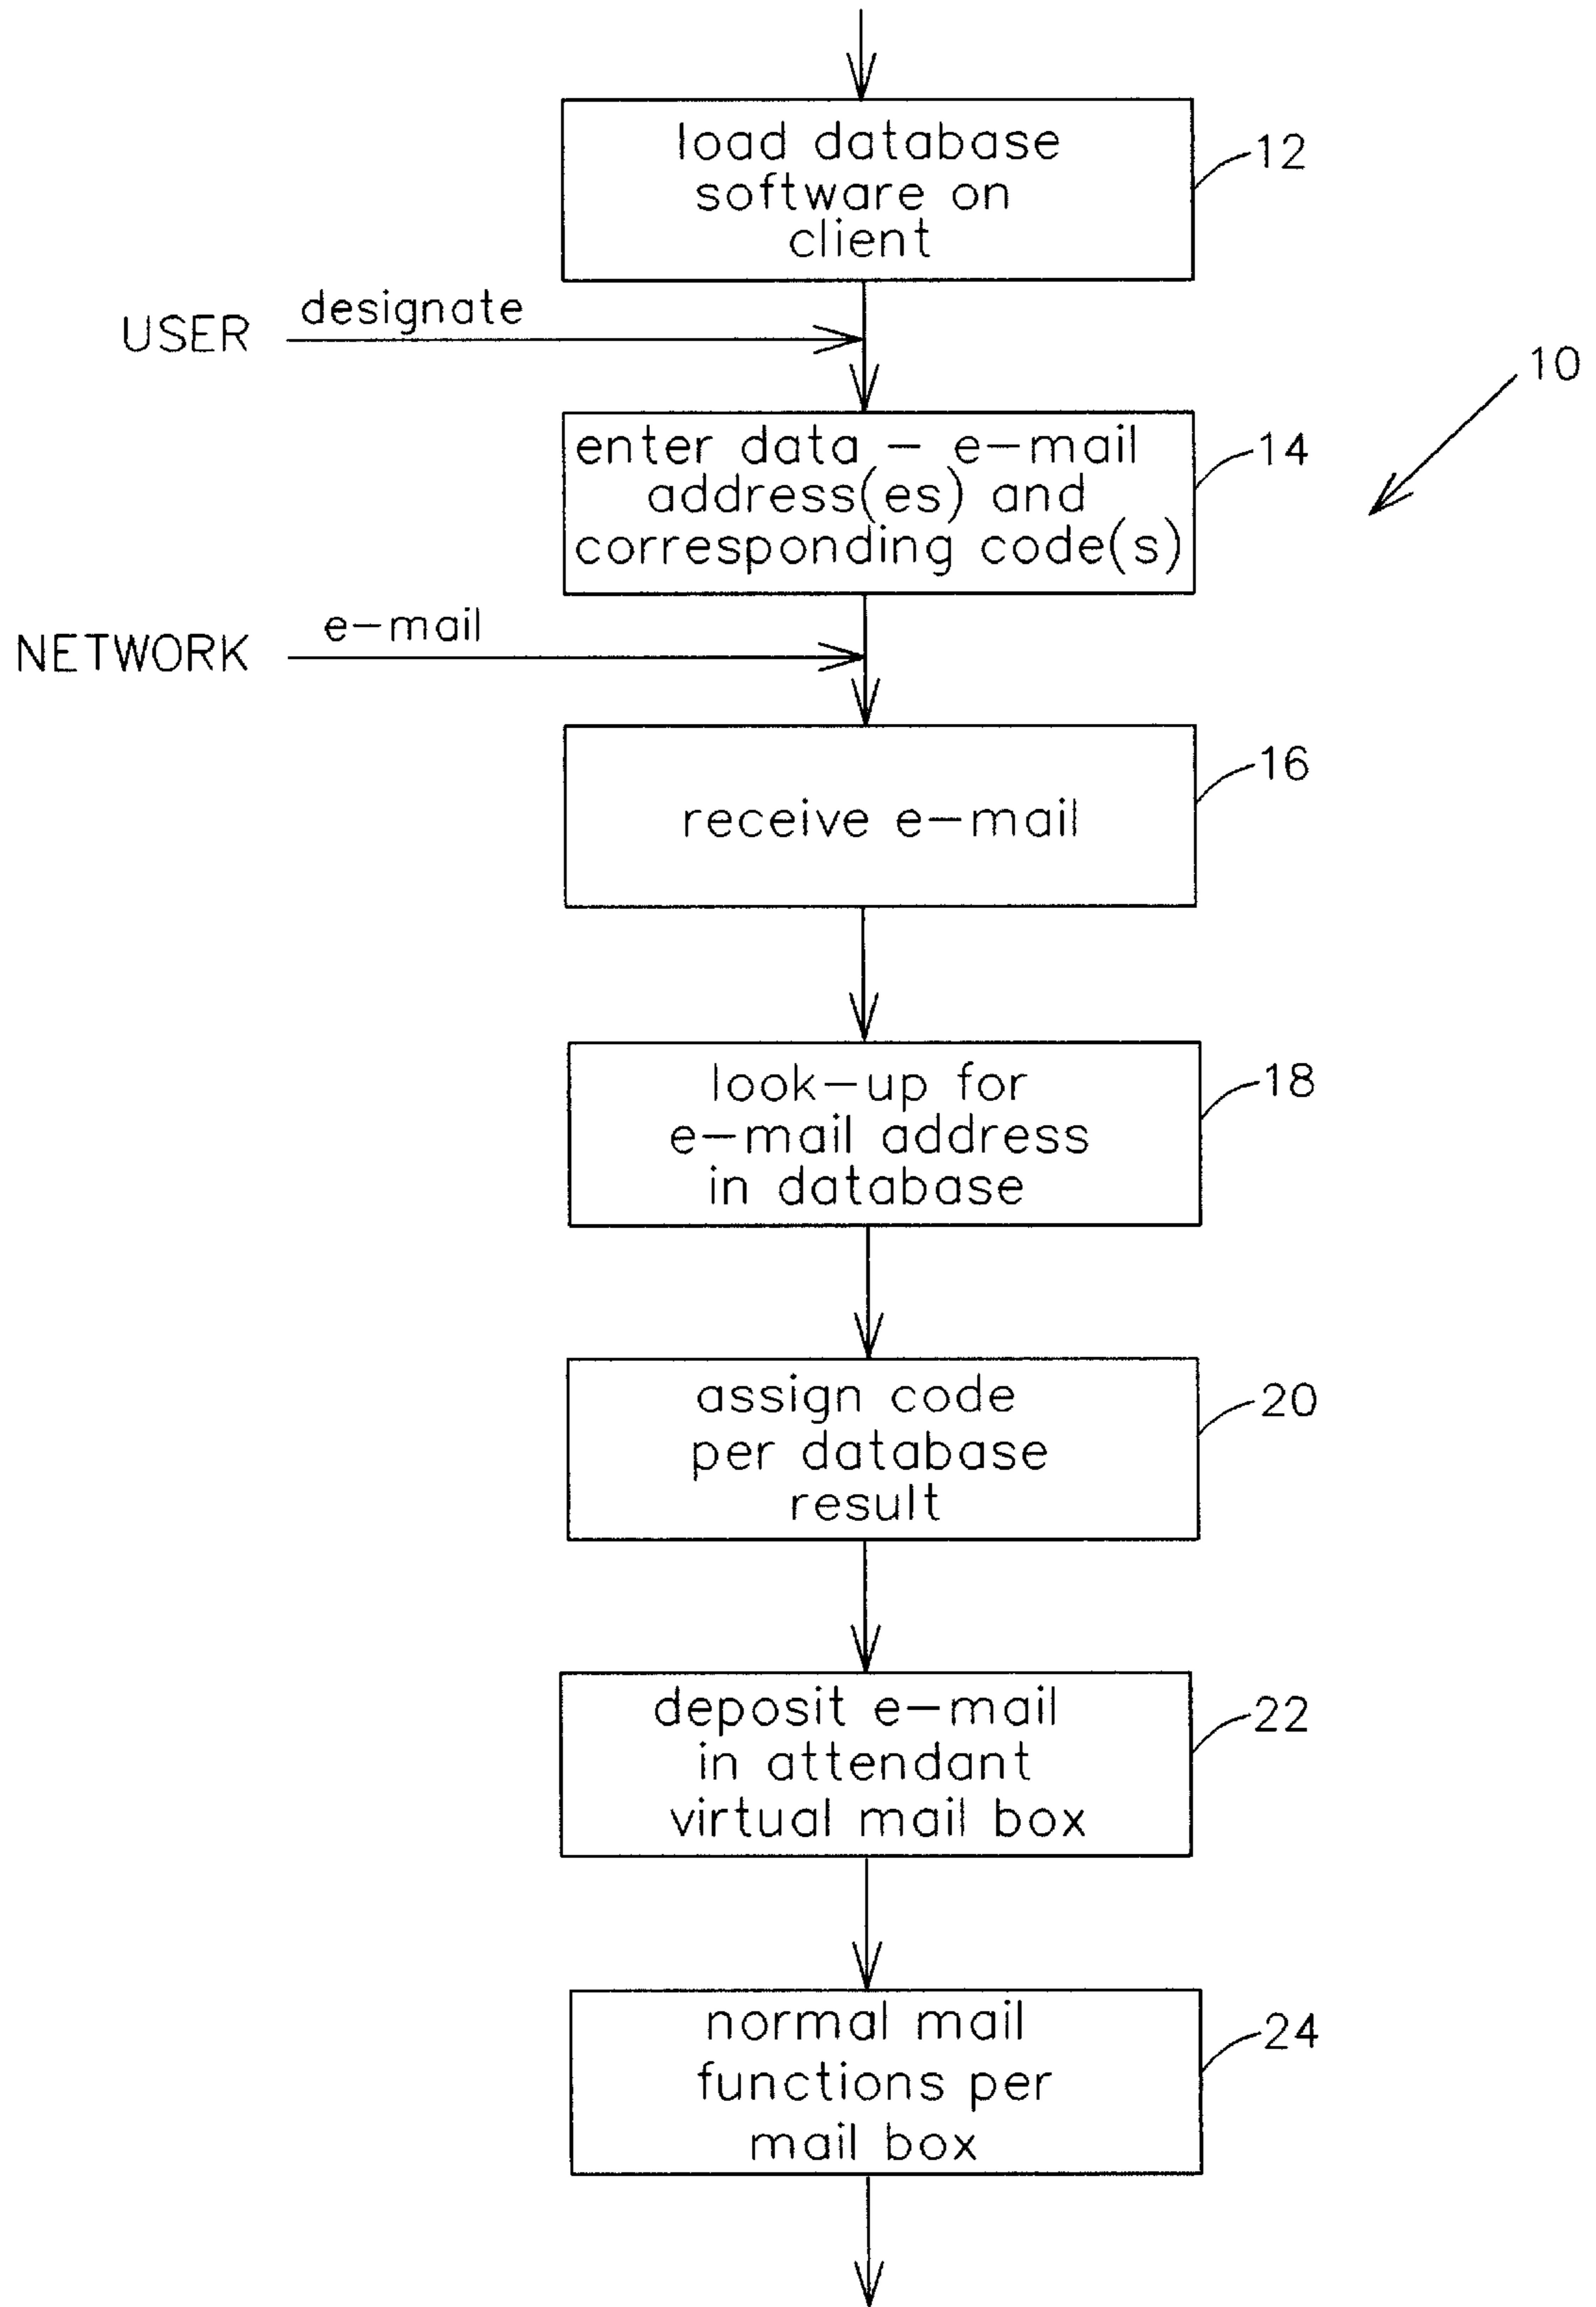 load database
software on
client
12
designate
USER
10
enter data – e–mail
address(es) and
corresponding code(s)
14
e–mail
NETWORK
receive e–mail
16
look–up for
e–mail address
in database
18
assign code
per database
result
20
deposit e–mail
in attendant
virtual mail box
22
normal mail
functions per
mail box
24